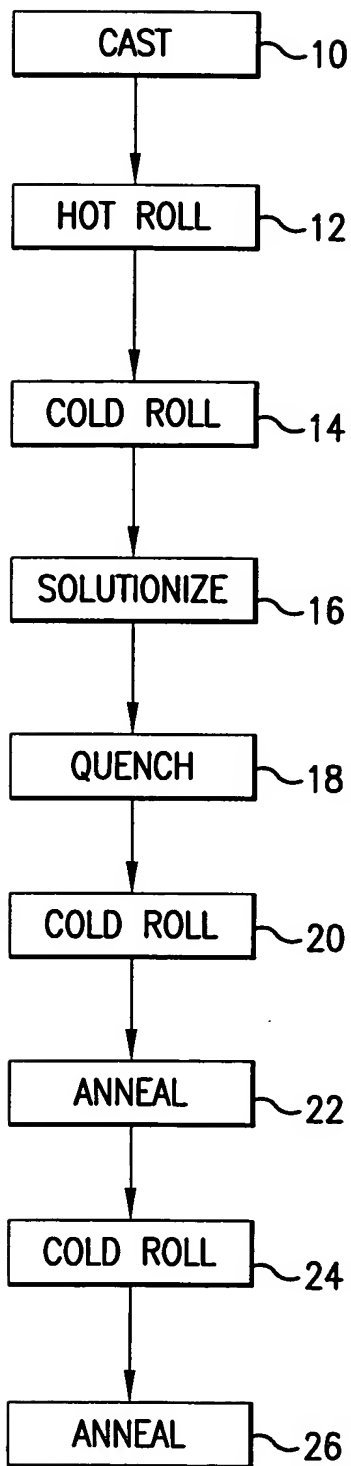 CAST 10
HOT ROLL 12
COLD ROLL 14
SOLUTIONIZE 16
QUENCH 18
COLD ROLL 20
ANNEAL 22
COLD ROLL 24
ANNEAL 26